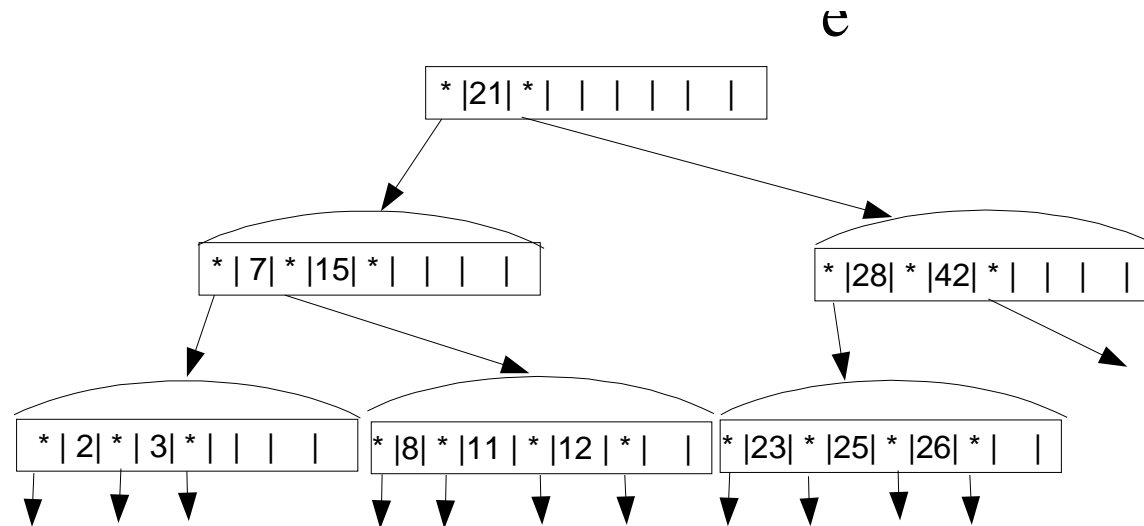 e
* |21| * | | | | | |
* | 7| * |15| * | | | |
* |28| * |42| * | | | |
* | 2| * | 3| * | | | |
* |8| * |11 | * |12 | * | |
* |23| * |25| * |26| * | |